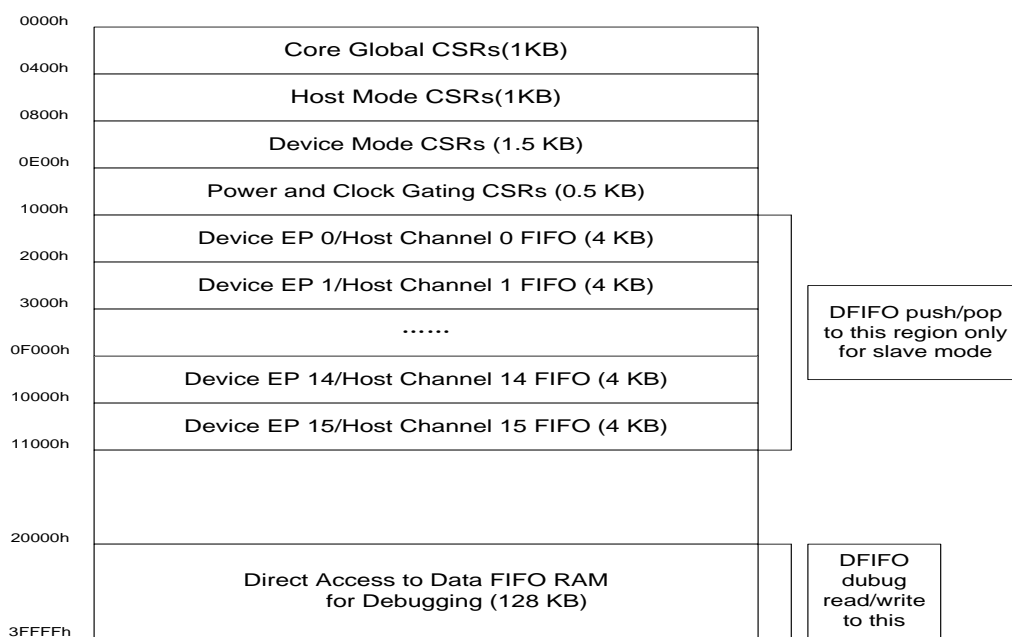 0000h
Core Global CSRs(1KB)
0400h
Host Mode CSRs(1KB)
0800h
Device Mode CSRs (1.5 KB)
0E00h
Power and Clock Gating CSRs (0.5 KB)
1000h
Device EP 0/Host Channel 0 FIFO (4 KB)
2000h
Device EP 1/Host Channel 1 FIFO (4 KB)
3000h
......
0F000h
Device EP 14/Host Channel 14 FIFO (4 KB)
10000h
Device EP 15/Host Channel 15 FIFO (4 KB)
11000h
DFIFO push/pop
to this region only
for slave mode
20000h
Direct Access to Data FIFO RAM
for Debugging (128 KB)
3FFFFh
DFIFO
dubug
read/write
to this